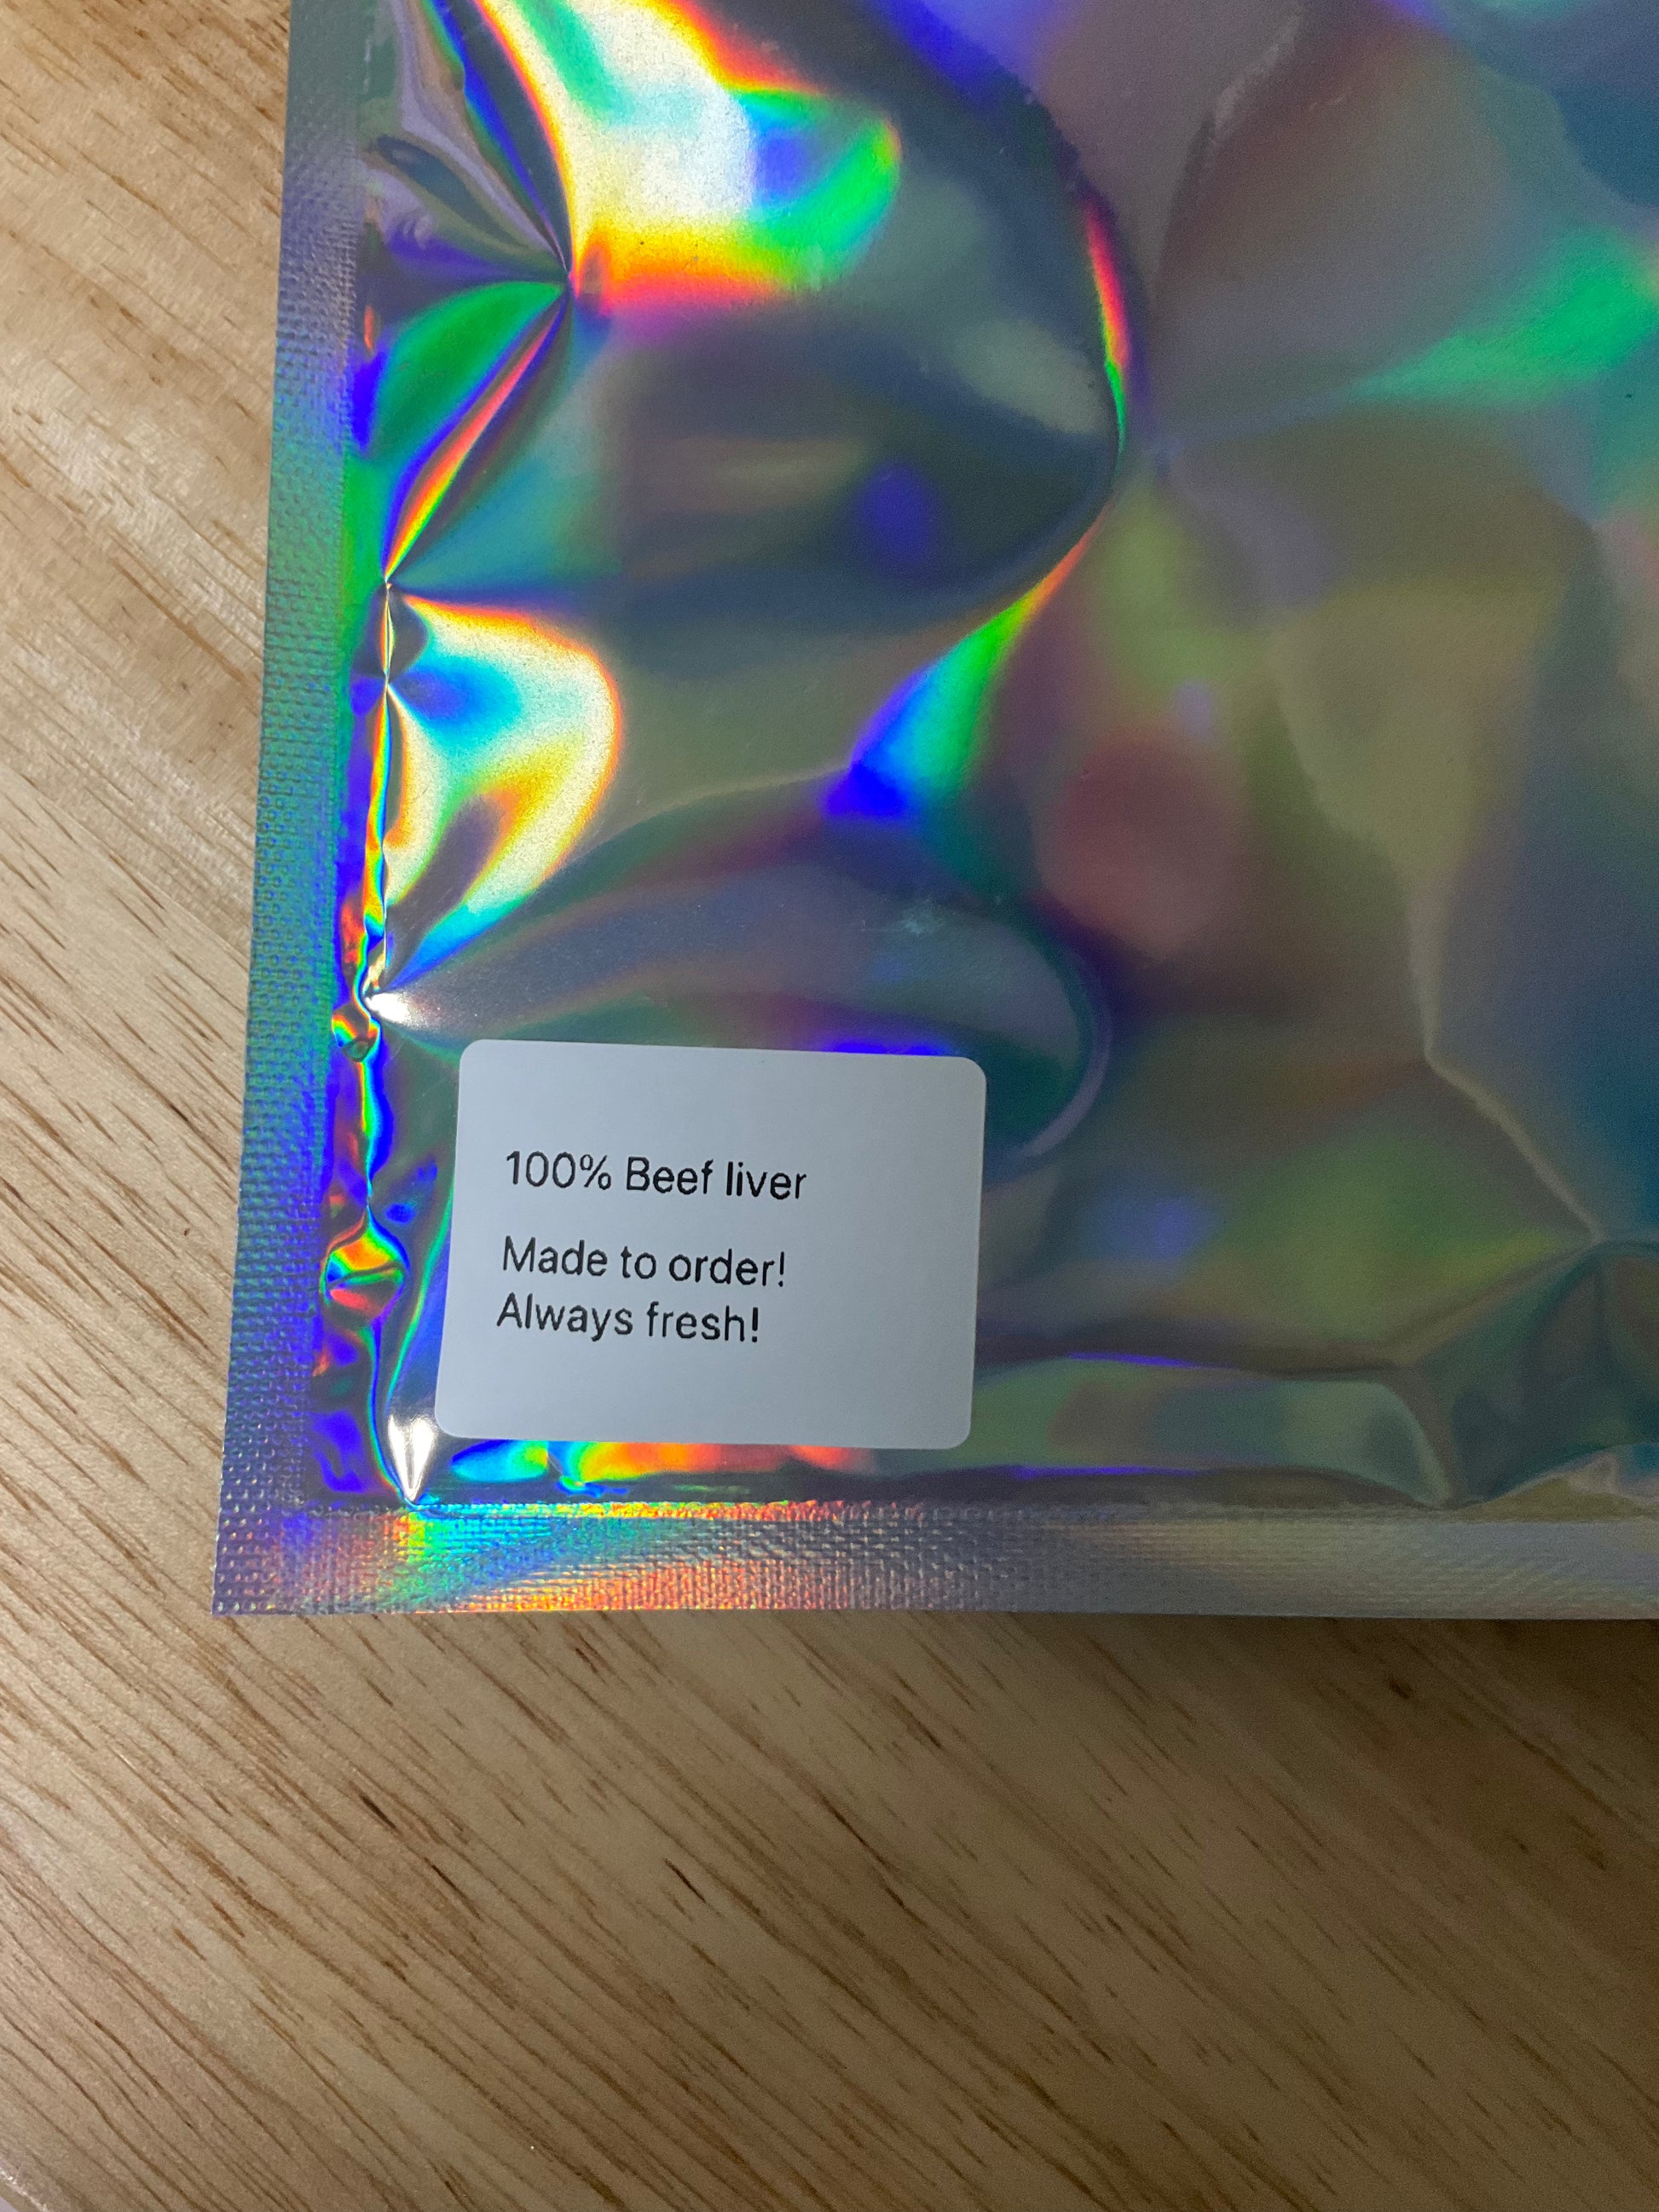 100% Beef liver
Made to order!
Always fresh!